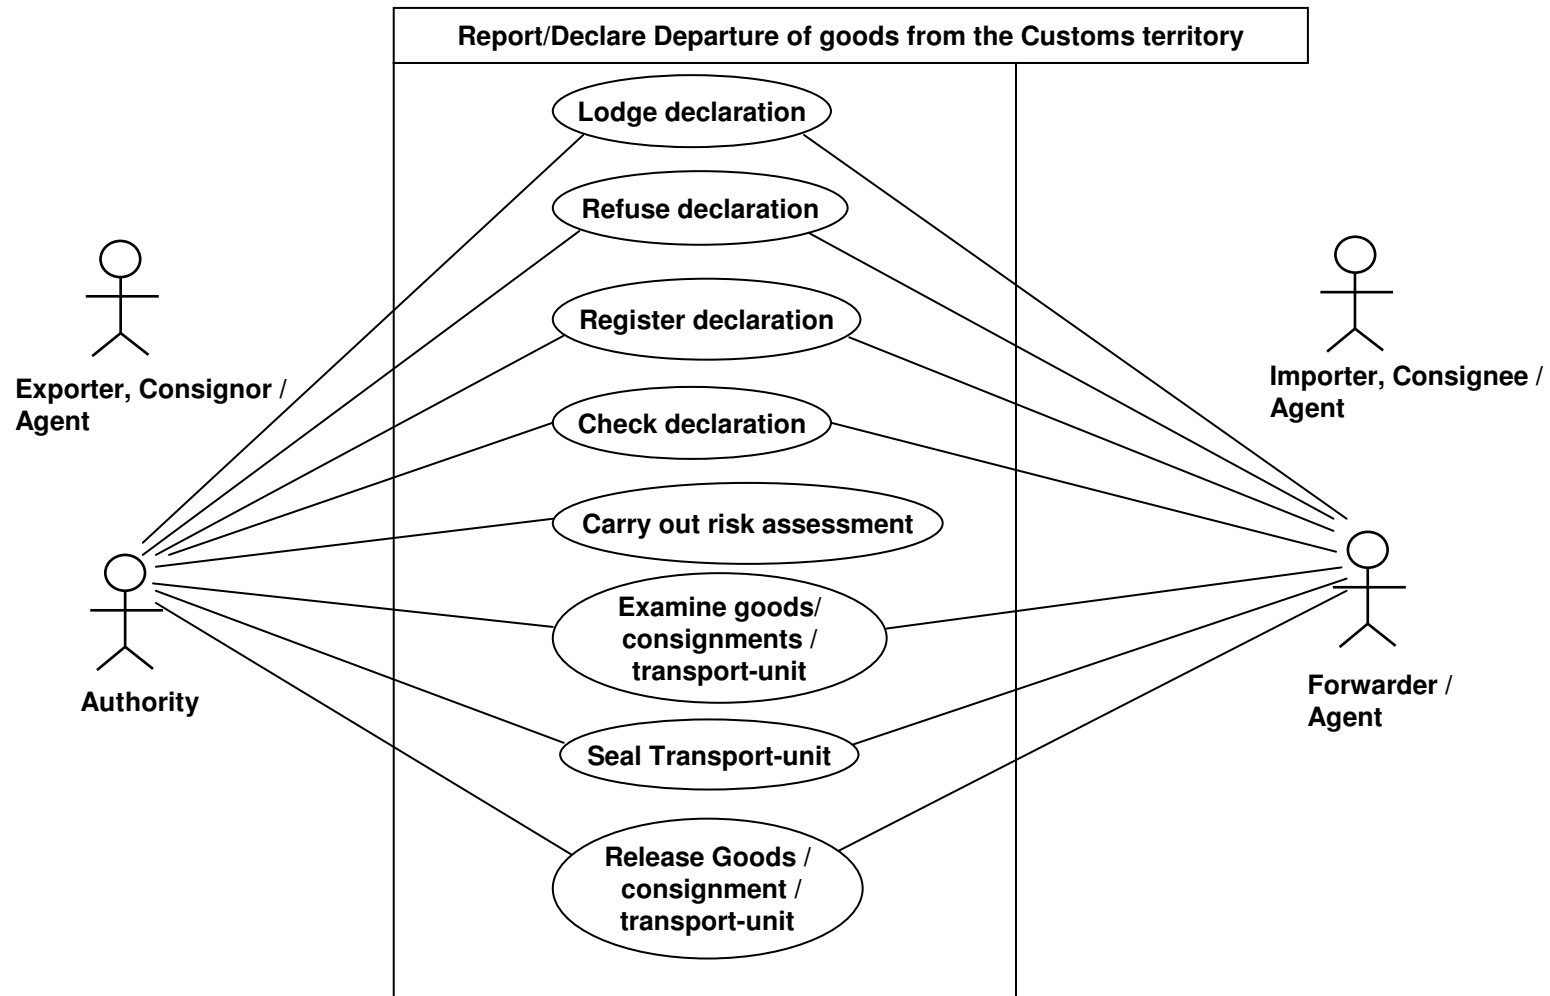 Report/Declare Departure of goods from the Customs territory
Lodge declaration
Refuse declaration
Register declaration
Exporter, Consignor /
Agent
Importer, Consignee /
Agent
Check declaration
Carry out risk assessment
Examine goods/
consignments /
transport-unit
Authority
Forwarder /
Agent
Seal Transport-unit
Release Goods /
consignment /
transport-unit